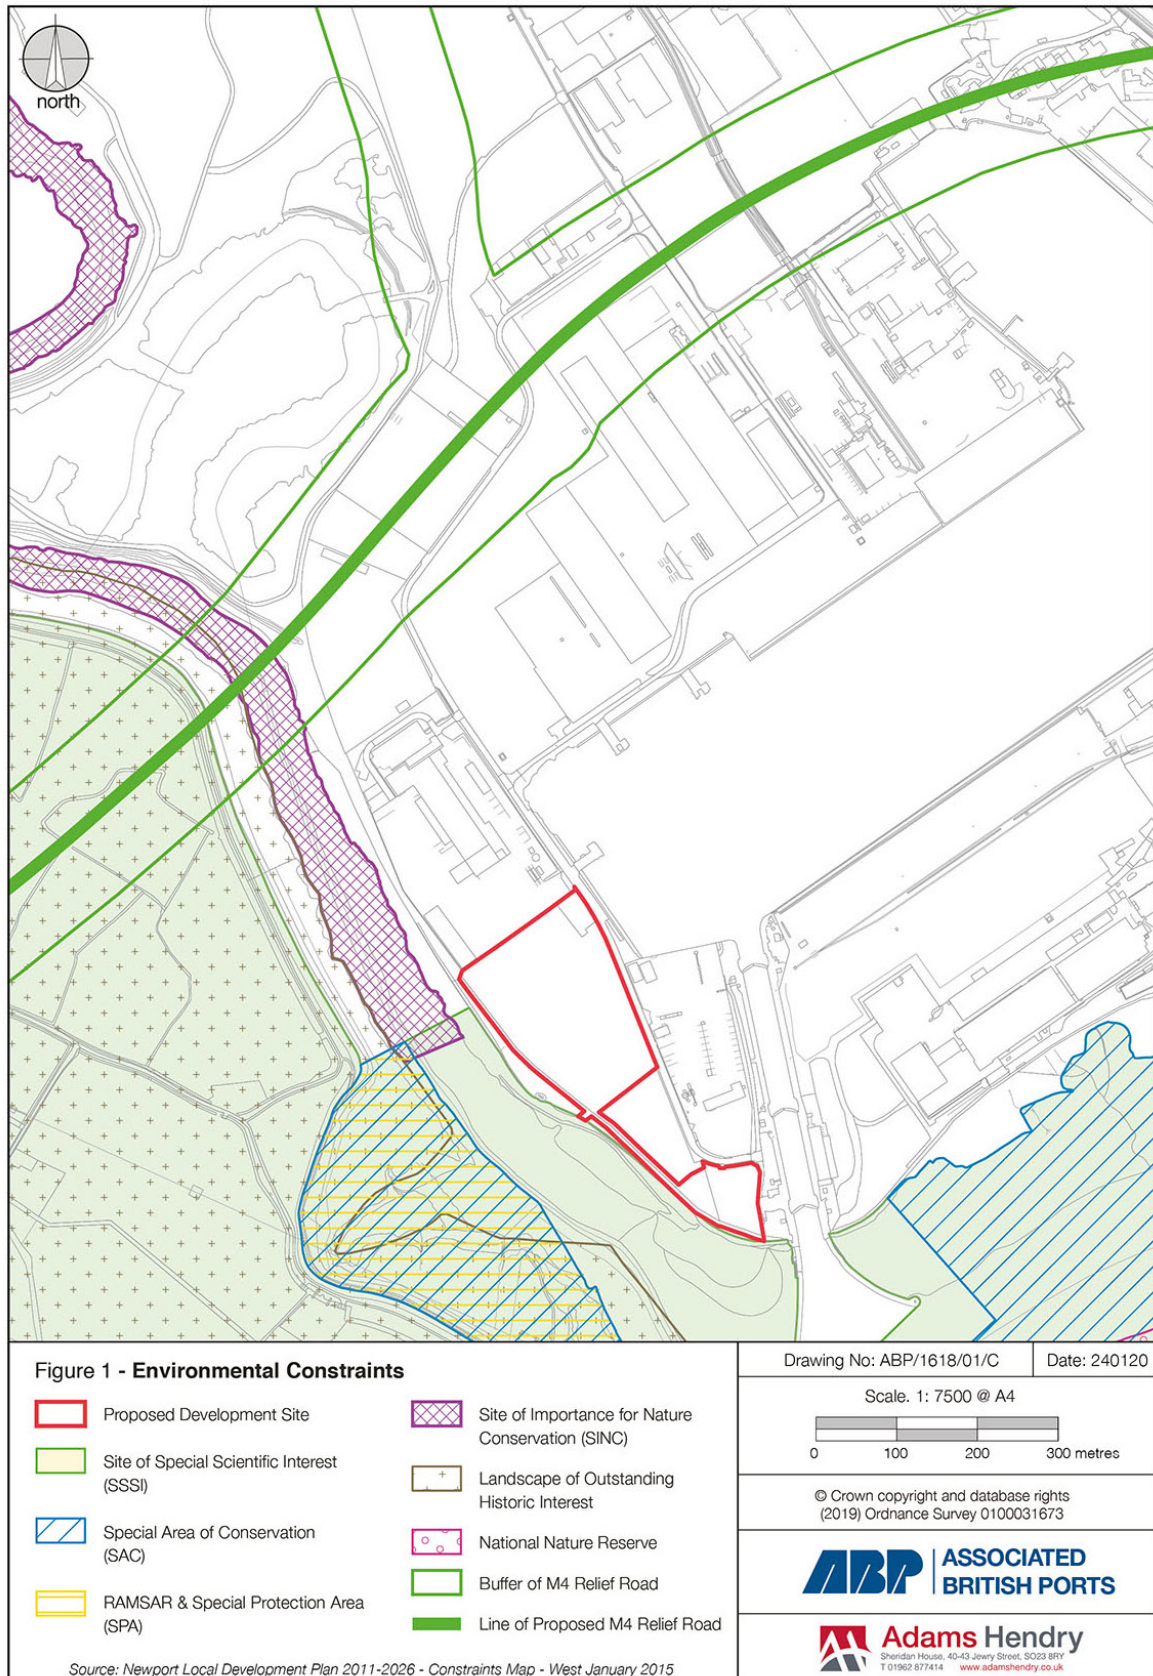 north
Figure 1 - Environmental Constraints
Proposed Development Site
Site of Special Scientific Interest
(SSSI)
Special Area of Conservation
(SAC)
RAMSAR & Special Protection Area
(SPA)
Site of Importance for Nature
Conservation (SINC)
Landscape of Outstanding
Historic Interest
National Nature Reserve
Buffer of M4 Relief Road
Line of Proposed M4 Relief Road
Source: Newport Local Development Plan 2011-2026 - Constraints Map - West January 2015
Drawing No: ABP/1618/01/C
Date: 240120
Scale. 1: 7500 @ A4
0 100 200 300 metres
© Crown copyright and database rights
(2019) Ordnance Survey 0100031673
ABP ASSOCIATED
BRITISH PORTS
Adams Hendry
Sheridan House, 40-43 Jewry Street, SO23 8RY
T 01962 877414 www.adamshendry.co.uk